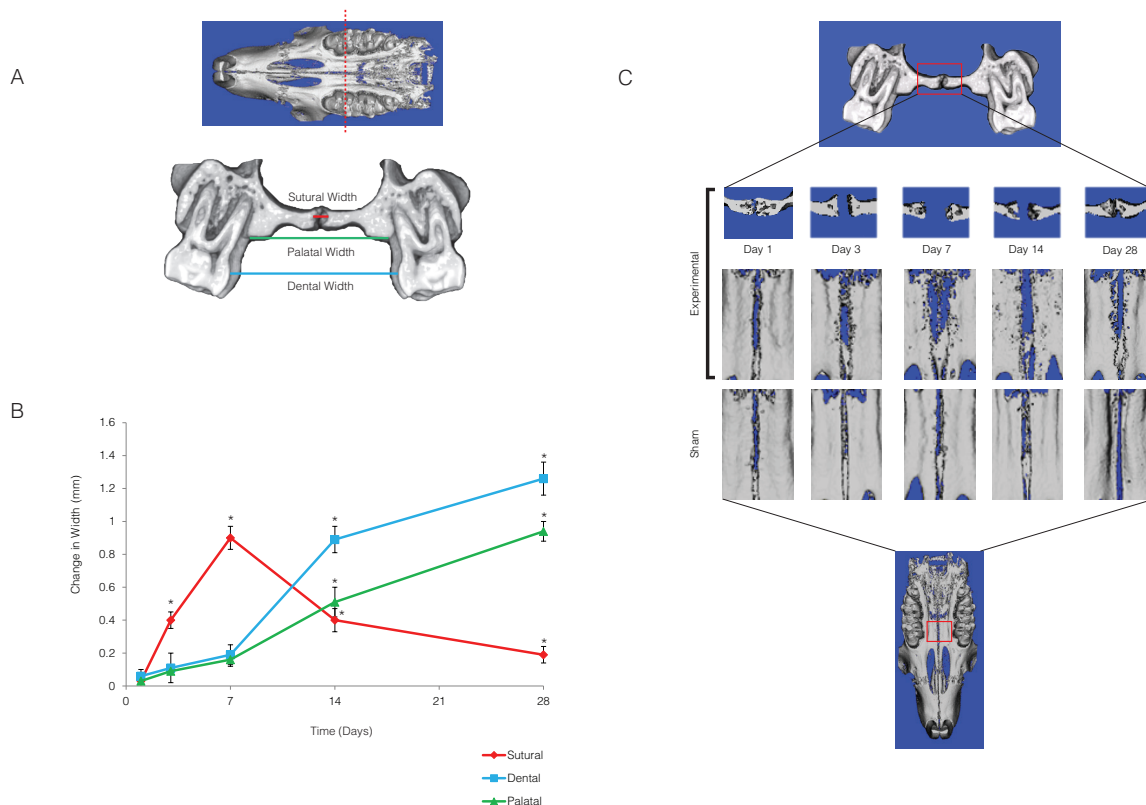 A
Sutural Width
Palatal Width
Dental Width
B
Change in Width (mm)
1.6
1.4
1.2
1
0.8
0.6
0.4
0.2
0
0 7 14 21 28
* * * * * * * *
Time (Days)
Sutural
Dental
Palatal
C
Experimental
Day 1 Day 3 Day 7 Day 14 Day 28
Sham